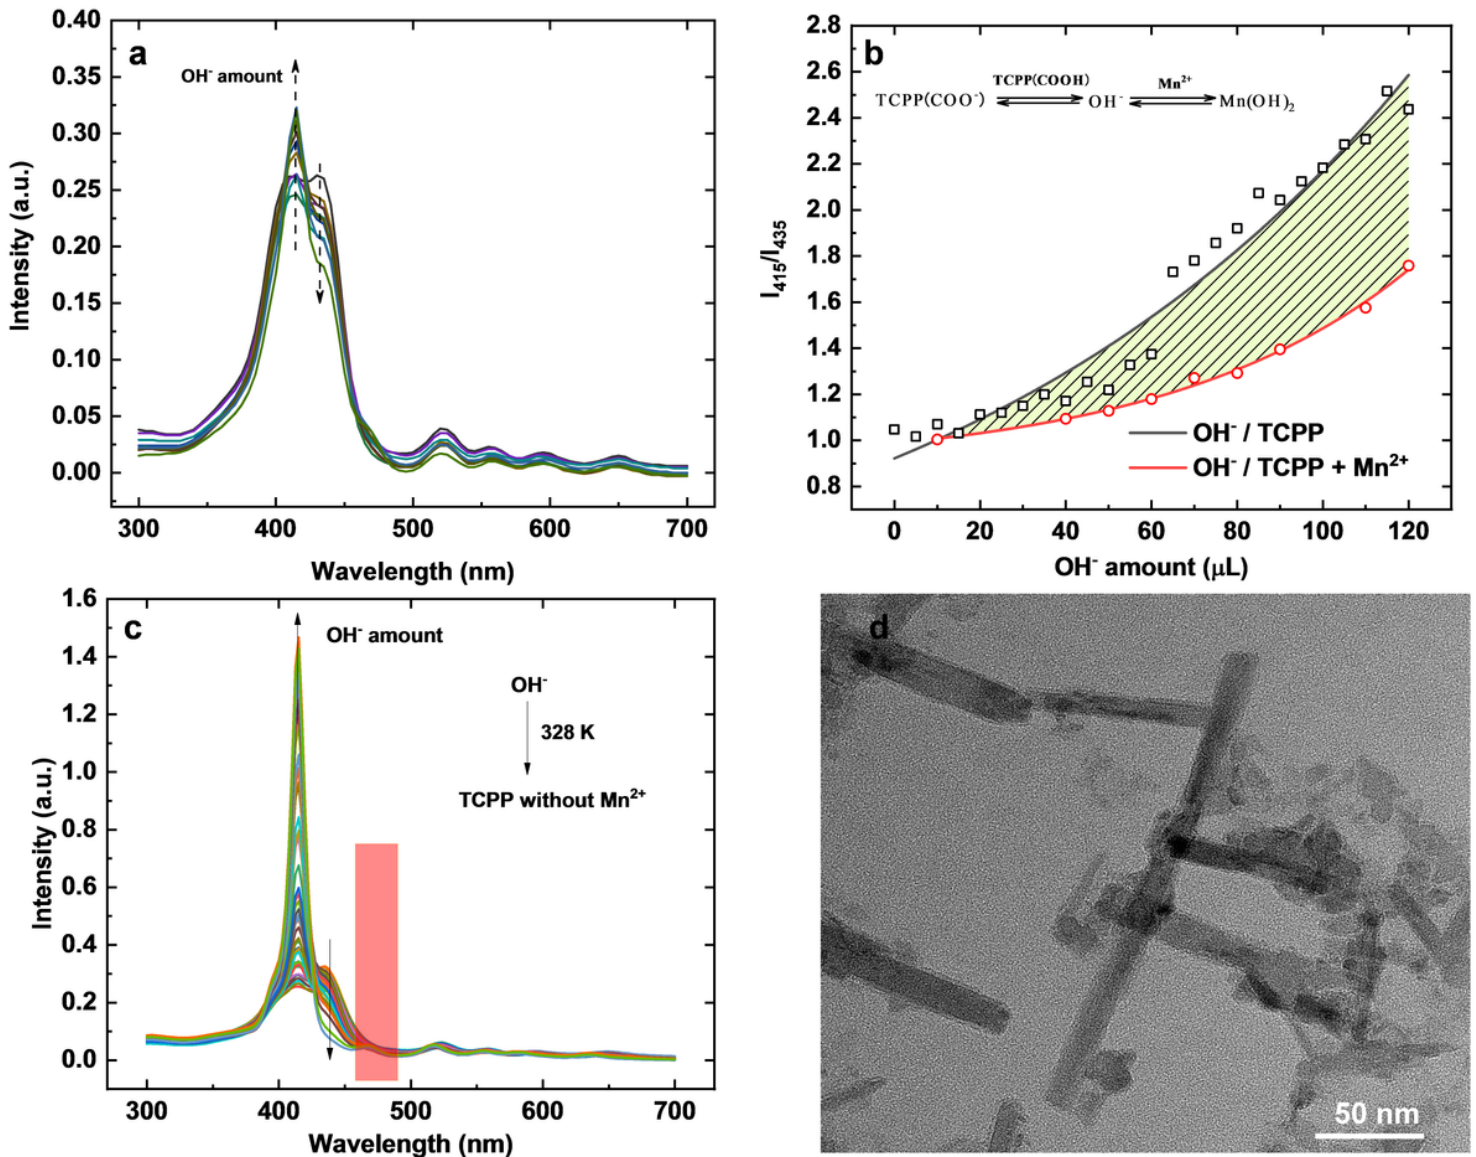 a
OH⁻ amount
0.40
0.35
0.30
0.25
0.20
0.15
0.10
0.05
0.00
Intensity (a.u.)
300 400 500 600 700
Wavelength (nm)
b
TCPP(COOH) Mn²⁺
TCPP(COO⁻) OH⁻ Mn(OH)₂
2.8
2.6
2.4
2.2
2.0
1.8
1.6
1.4
1.2
1.0
0.8
I₄₁₅/I₄₃₅
OH⁻ / TCPP
OH⁻ / TCPP + Mn²⁺
0 20 40 60 80 100 120
OH⁻ amount (μL)
c
OH⁻ amount
OH⁻
328 K
TCPP without Mn²⁺
1.6
1.4
1.2
1.0
0.8
0.6
0.4
0.2
0.0
Intensity (a.u.)
300 400 500 600 700
Wavelength (nm)
d
50 nm